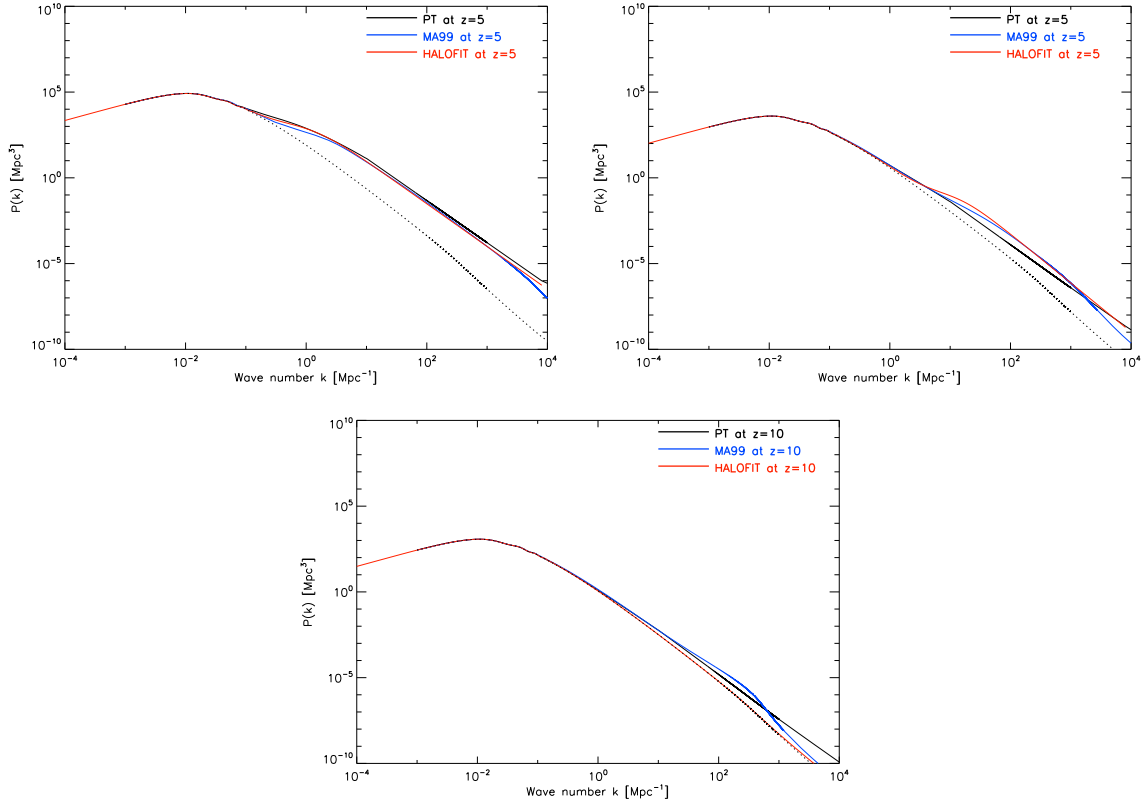 PT at z=5
MA99 at z=5
HALOFIT at z=5
10^10
10^5
10^0
10^-5
10^-10
P(k) [Mpc^3]
10^-4 10^-2 10^0 10^2 10^4
Wave number k [Mpc^-1]
PT at z=5
MA99 at z=5
HALOFIT at z=5
10^10
10^5
10^0
10^-5
10^-10
P(k) [Mpc^3]
10^-4 10^-2 10^0 10^2 10^4
Wave number k [Mpc^-1]
PT at z=10
MA99 at z=10
HALOFIT at z=10
10^10
10^5
10^0
10^-5
10^-10
P(k) [Mpc^3]
10^-4 10^-2 10^0 10^2 10^4
Wave number k [Mpc^-1]